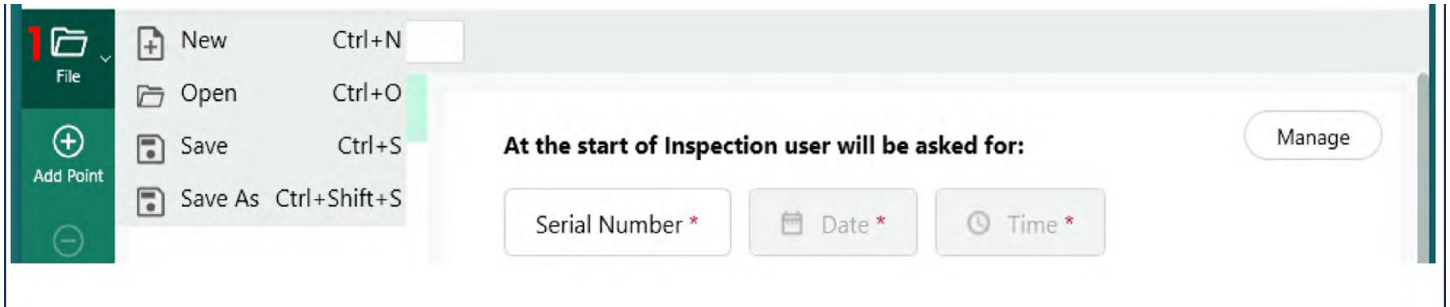 1
File
New Ctrl+N
Open Ctrl+O
Save Ctrl+S
Save As Ctrl+Shift+S
Add Point
At the start of Inspection user will be asked for:
Manage
Serial Number *
Date *
Time *